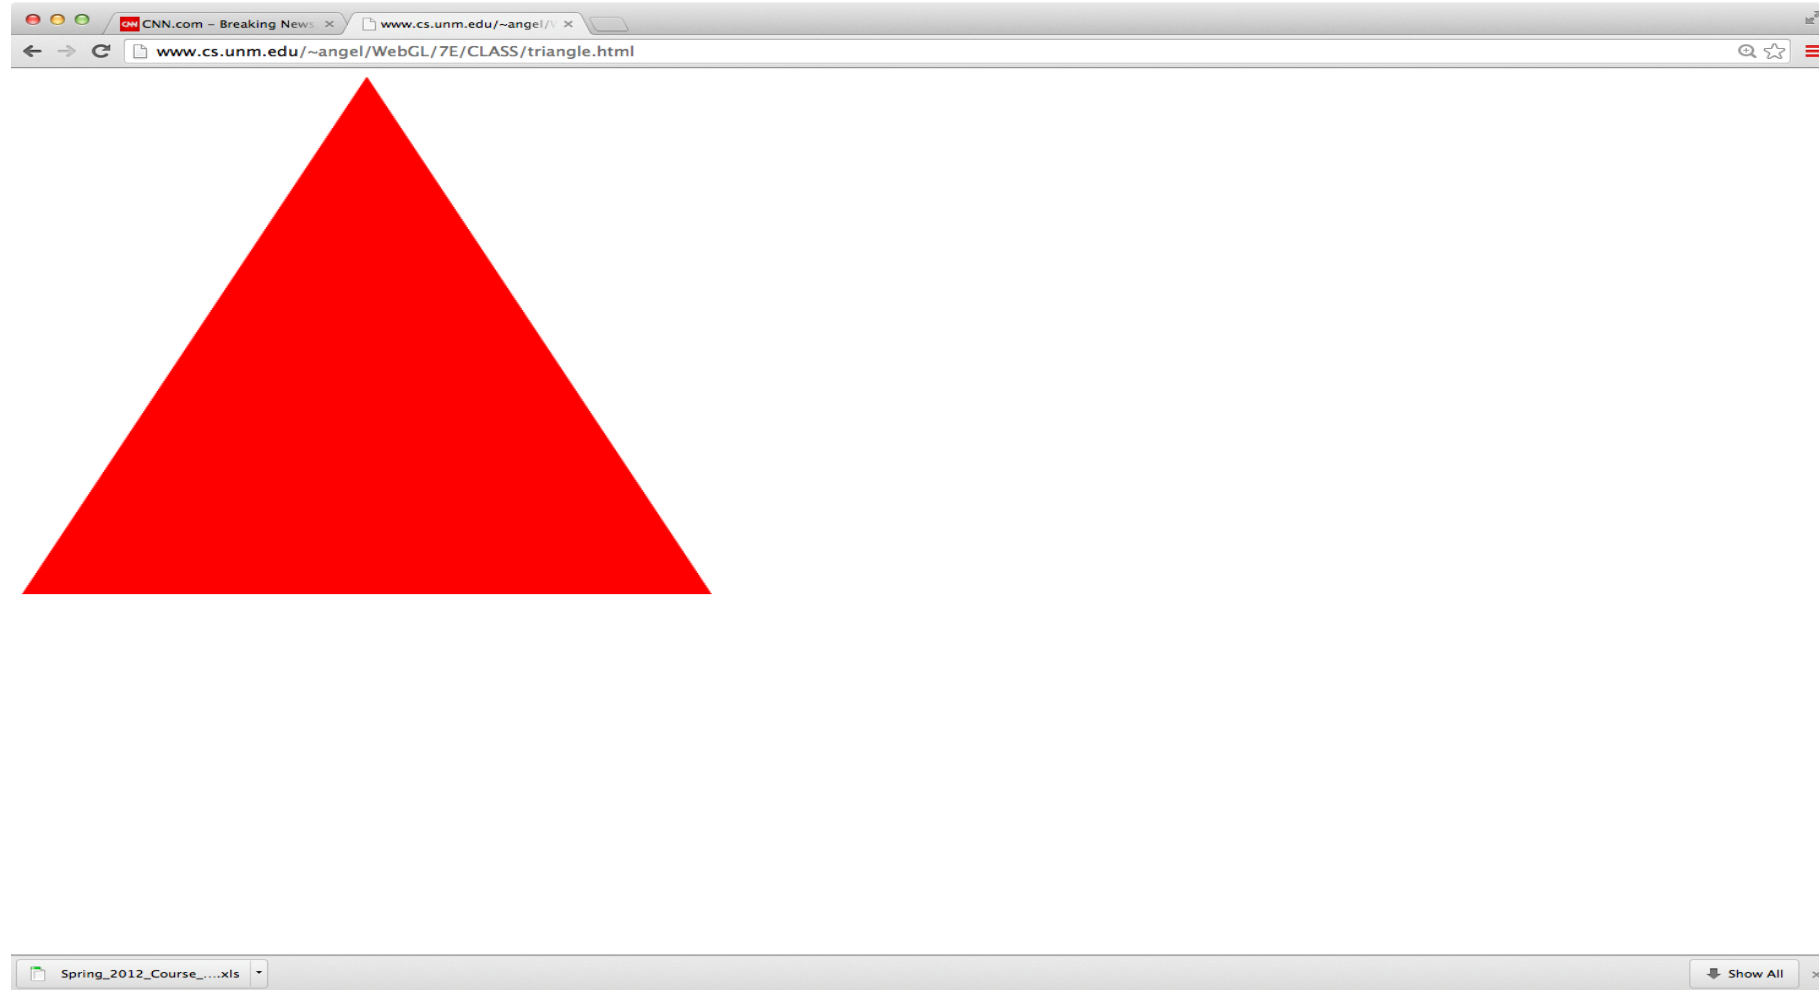 CNN CNN.com – Breaking News
www.cs.unm.edu/~angel/
www.cs.unm.edu/~angel/WebGL/7E/CLASS/triangle.html
Spring_2012_Course_....xls
Show All